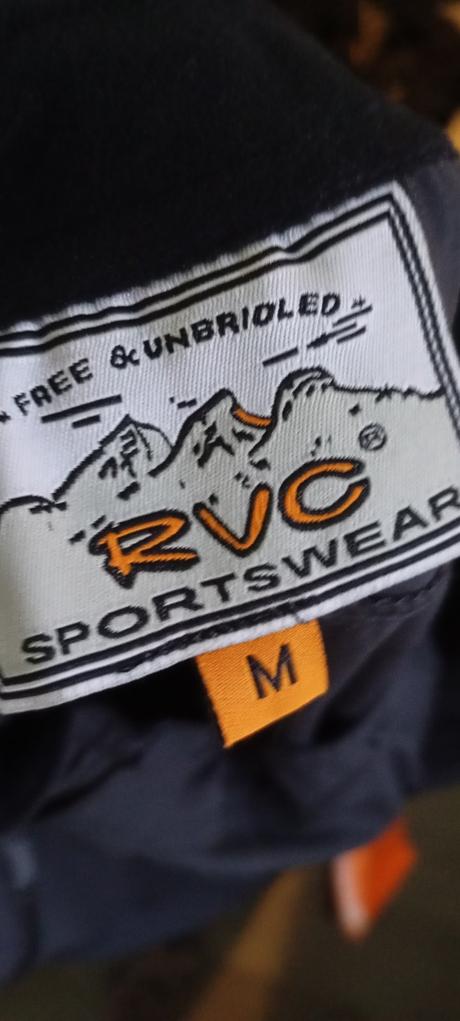 FREE & UNBRIDLED
RVC ®
SPORTSWEAR
M